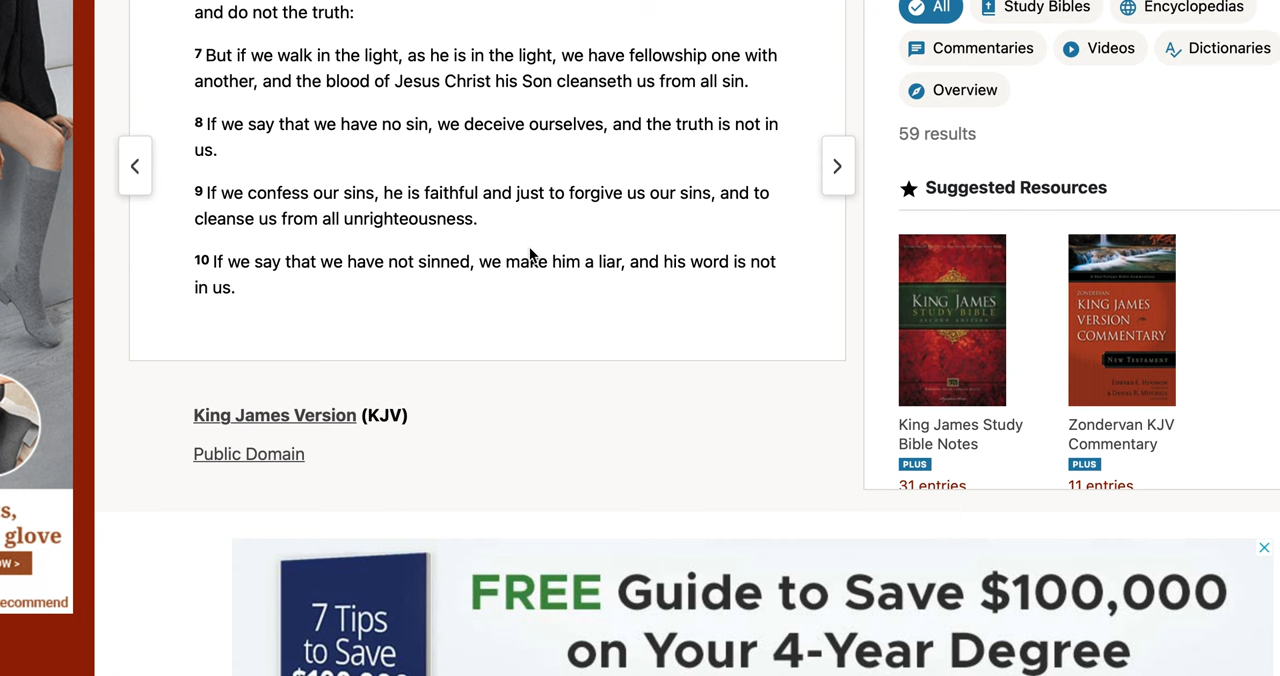 and do not the truth:
7 But if we walk in the light, as he is in the light, we have fellowship one with
another, and the blood of Jesus Christ his Son cleanseth us from all sin.
8 If we say that we have no sin, we deceive ourselves, and the truth is not in
us.
9 If we confess our sins, he is faithful and just to forgive us our sins, and to
cleanse us from all unrighteousness.
10 If we say that we have not sinned, we make him a liar, and his word is not
in us.
King James Version (KJV)
Public Domain
All
Study Bibles
Encyclopedias
Commentaries
Videos
Dictionaries
Overview
59 results
Suggested Resources
KING JAMES
STUDY BIBLE
SECOND EDITION
King James Study
Bible Notes
PLUS
31 entries
ZONDERVAN
KING JAMES
VERSION
COMMENTARY
NEW TESTAMENT
Zondervan KJV
Commentary
PLUS
11 entries
s,
glove
OW >
ecommend
7 Tips
to Save
$100,000
FREE Guide to Save $100,000
on Your 4-Year Degree